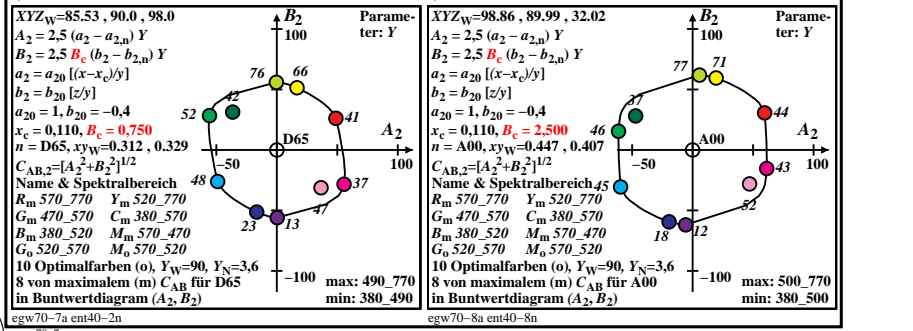 XYZW=85.53 , 90.0 , 98.0
A2 = 2,5 (a2 − a2,n) Y
B2 = 2,5 Bc (b2 − b2,n) Y
a2 = a20 [(x−xc)/y]
b2 = b20 [z/y]
a20 = 1, b20 = −0,4
xc = 0,110, Bc = 0,750
n = D65, xyW=0.312 , 0.329
CAB,2=[A2²+B2²]1/2
Name & Spektralbereich
Rm 570_770 Ym 520_770
Gm 470_570 Cm 380_570
Bm 380_520 Mm 570_470
Go 520_570 Mo 570_520
10 Optimalfarben (o), YW=90, YN=3,6
8 von maximalem (m) CAB für D65
in Buntwertdiagram (A2, B2)
B2
100
Parame-
ter: Y
76 66
42
52
41
A2
D65
−50
100
48
37
47
23
13
−100
max: 490_770
min: 380_490
egw70−7a ent40−2n
XYZW=98.86 , 89.99 , 32.02
A2 = 2,5 (a2 − a2,n) Y
B2 = 2,5 Bc (b2 − b2,n) Y
a2 = a20 [(x−xc)/y]
b2 = b20 [z/y]
a20 = 1, b20 = −0,4
xc = 0,110, Bc = 2,500
n = A00, xyW=0.447 , 0.407
CAB,2=[A2²+B2²]1/2
Name & Spektralbereich
Rm 570_770 Ym 520_770
Gm 470_570 Cm 380_570
Bm 380_520 Mm 570_470
Go 520_570 Mo 570_520
10 Optimalfarben (o), YW=90, YN=3,6
8 von maximalem (m) CAB für A00
in Buntwertdiagram (A2, B2)
B2
100
Parame-
ter: Y
77 71
37
46
44
A2
A00
−50
100
45
43
52
18
12
−100
max: 500_770
min: 380_500
egw70−8a ent40−8n